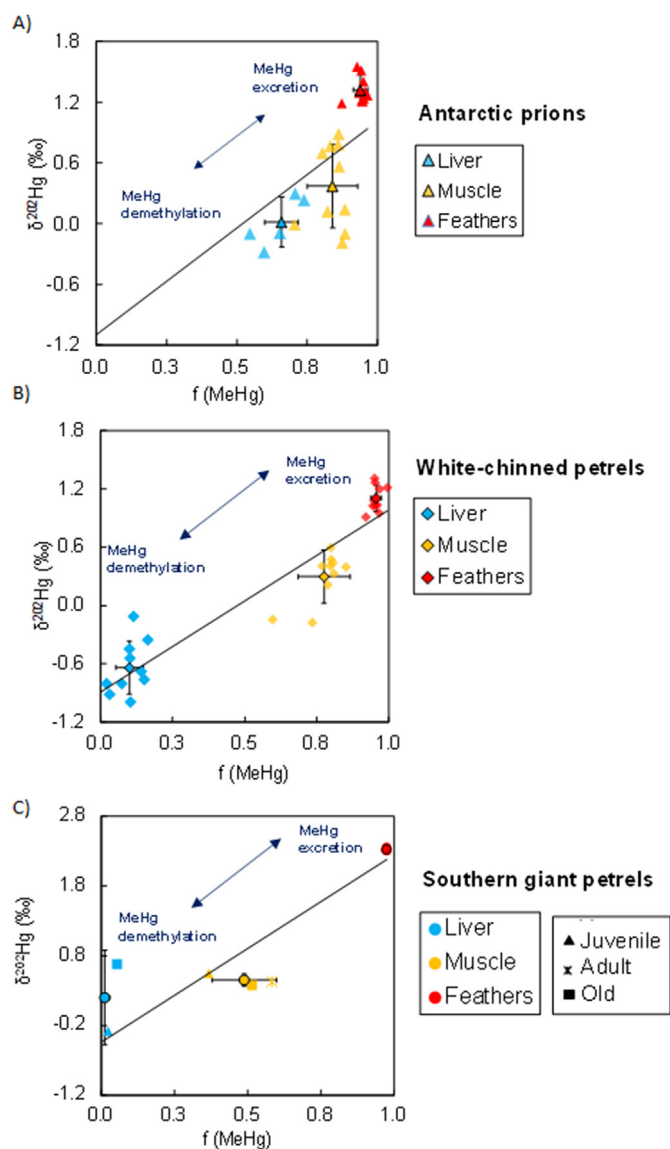 A)
1.8
1.2
0.6
0.0
-0.6
-1.2
δ²⁰²Hg (‰)
MeHg
excretion
MeHg
demethylation
0.0
0.3
0.5
0.8
1.0
f (MeHg)
Antarctic prions
Liver
Muscle
Feathers
B)
1.8
1.2
0.6
0.0
-0.6
-1.2
δ²⁰²Hg (‰)
MeHg
excretion
MeHg
demethylation
0.0
0.3
0.5
0.8
1.0
f (MeHg)
White-chinned petrels
Liver
Muscle
Feathers
C)
2.8
1.8
0.8
-0.2
-1.2
δ²⁰²Hg (‰)
MeHg
excretion
MeHg
demethylation
0.0
0.3
0.5
0.8
1.0
f (MeHg)
Southern giant petrels
Liver
Muscle
Feathers
Juvenile
Adult
Old